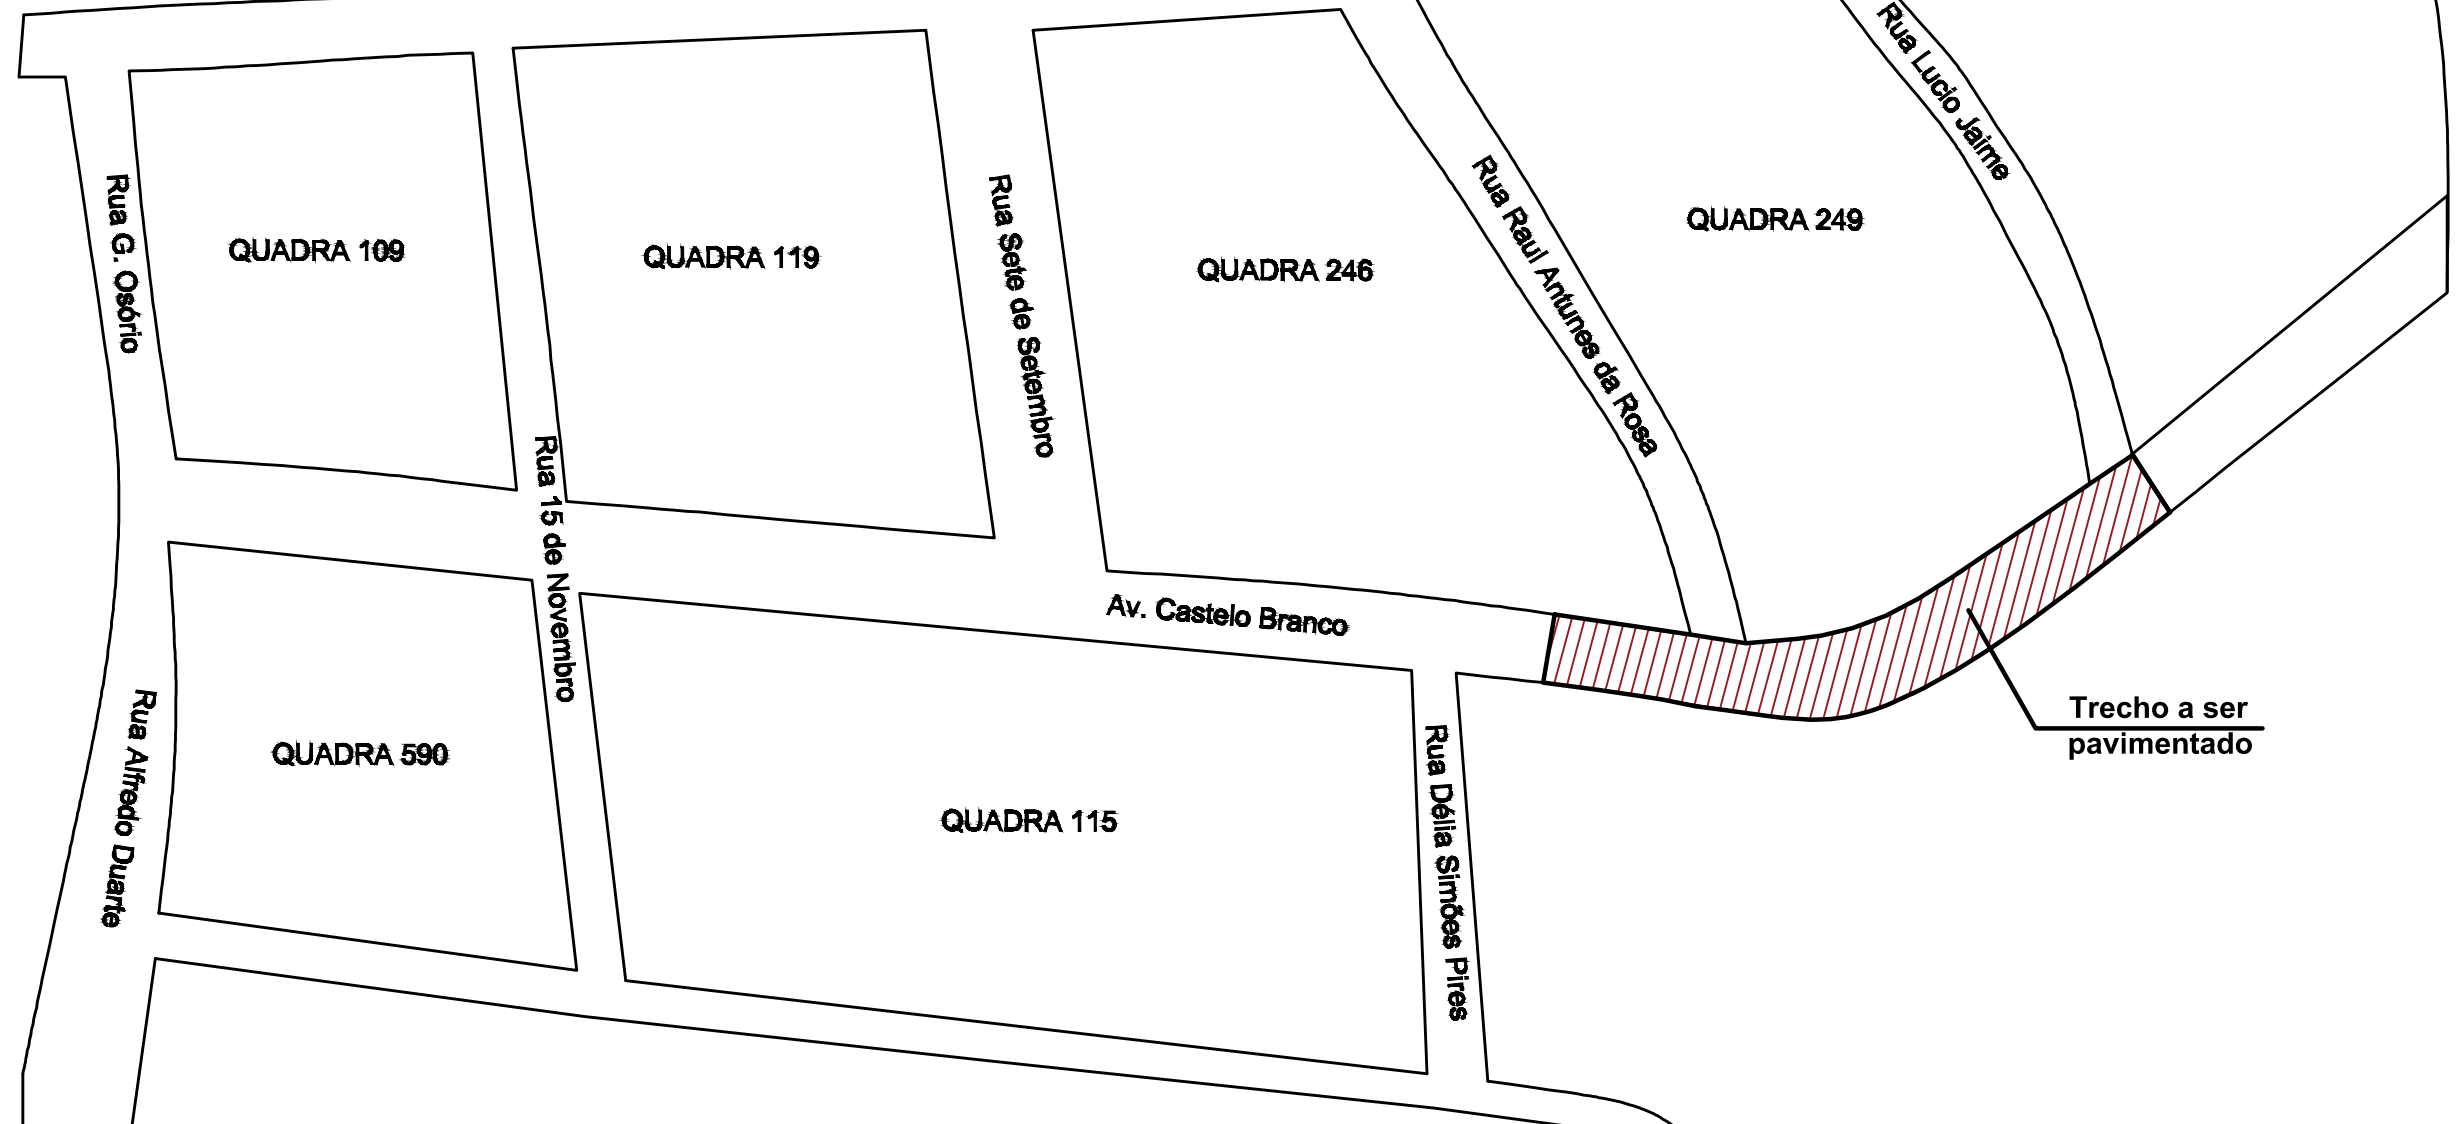 Rua Lucio Jaime
Rua G. Osório
QUADRA 109
QUADRA 119
Rua Sete de Setembro
QUADRA 246
Rua Raul Antunes da Rosa
QUADRA 249
Rua 15 de Novembro
Av. Castelo Branco
Trecho a ser
pavimentado
Rua Alfredo Duarte
QUADRA 590
QUADRA 115
Rua Délia Simões Pires